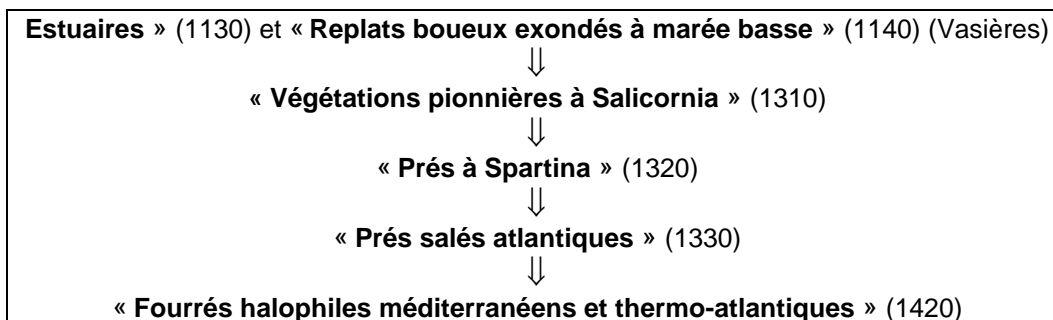 Estuaires » (1130) et « Replats boueux exondés à marée basse » (1140) (Vasières)
⇓
« Végétations pionnières à Salicornia » (1310)
⇓
« Prés à Spartina » (1320)
⇓
« Prés salés atlantiques » (1330)
⇓
« Fourrés halophiles méditerranéens et thermo-atlantiques » (1420)